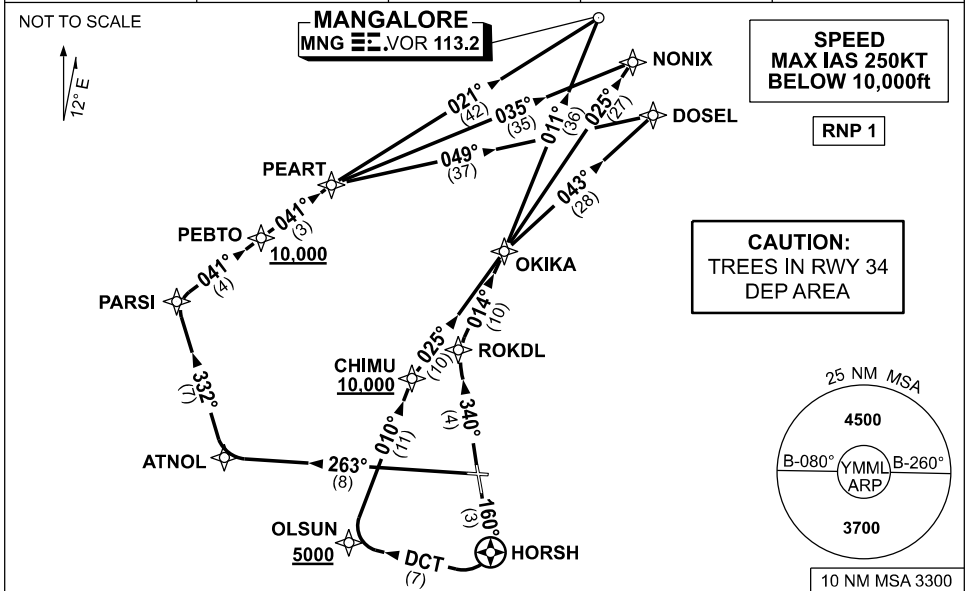 NOT TO SCALE
12° E
MANGALORE
MNG VOR 113.2
SPEED
MAX IAS 250KT
BELOW 10,000ft
RNP 1
NONIX
DOSEL
021°
(42)
035°
(35)
049°
(37)
011°
(36)
025°
(27)
043°
(28)
PEART
041°
(3)
PEBTO
10,000
041°
(4)
PARSI
OKIKA
CAUTION:
TREES IN RWY 34
DEP AREA
014°
(10)
025°
(10)
ROKDL
CHIMU
10,000
332°
(7)
340°
(4)
010°
(11)
ATNOL
263°
(8)
160°
(3)
OLSUN
5000
DCT
(7)
HORSH
25 NM MSA
4500
B-080°
YMML
ARP
B-260°
3700
10 NM MSA 3300